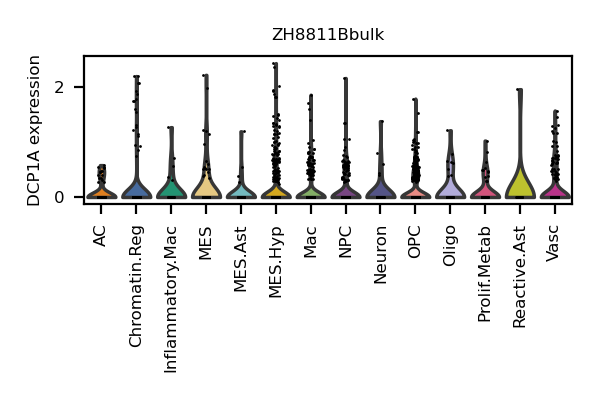 ZH8811Bbulk
DCP1A expression
2
0
AC
Chromatin.Reg
Inflammatory.Mac
MES
MES.Ast
MES.Hyp
Mac
NPC
Neuron
OPC
Oligo
Prolif.Metab
Reactive.Ast
Vasc